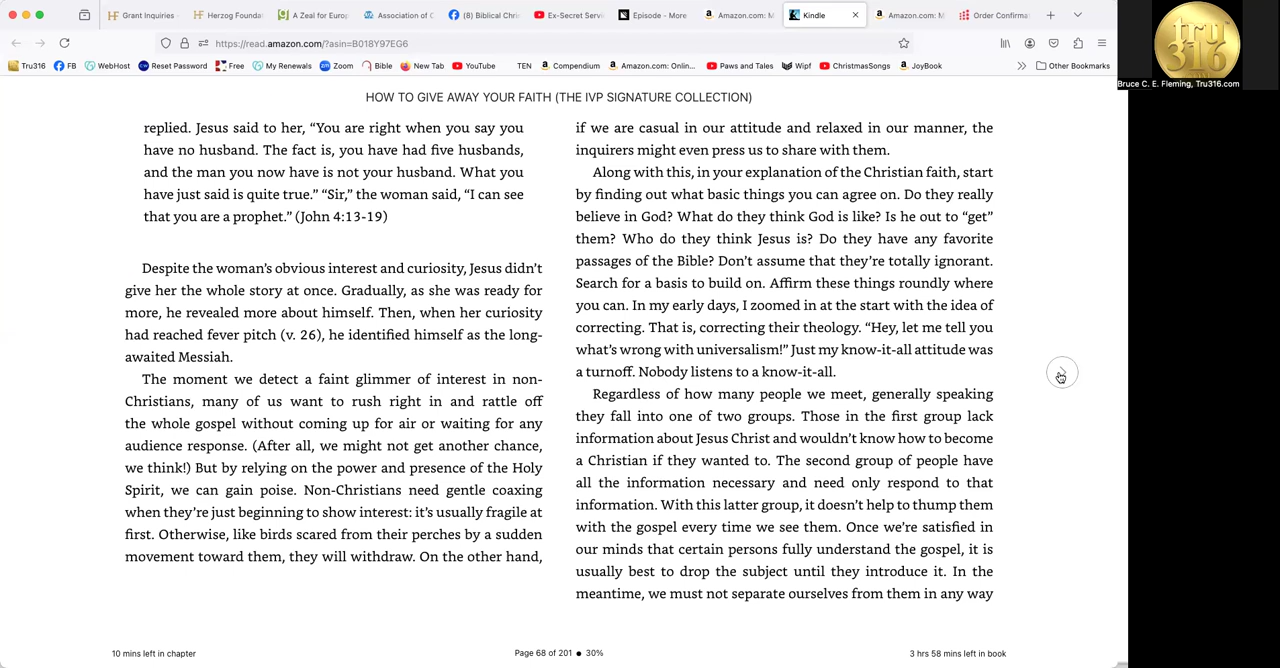 Grant Inquiries
Herzog Founda
A Zeal for Europ
Association of C
(8) Biblical Chri
Ex-Secret Servi
Episode - More
Amazon.com: M
Kindle
Amazon.com: M
Order Confirma
https://read.amazon.com/?asin=B018Y97EG6
Tru316
FB
WebHost
Reset Password
Free
My Renewals
Zoom
Bible
New Tab
YouTube
TEN
Compendium
Amazon.com: Onlin...
Paws and Tales
Wipf
ChristmasSongs
JoyBook
Other Bookmarks
tru
316
Bruce C. E. Fleming, Tru316.com
HOW TO GIVE AWAY YOUR FAITH (THE IVP SIGNATURE COLLECTION)
replied. Jesus said to her, “You are right when you say you
have no husband. The fact is, you have had five husbands,
and the man you now have is not your husband. What you
have just said is quite true.” “Sir,” the woman said, “I can see
that you are a prophet.” (John 4:13-19)
Despite the woman’s obvious interest and curiosity, Jesus didn’t
give her the whole story at once. Gradually, as she was ready for
more, he revealed more about himself. Then, when her curiosity
had reached fever pitch (v. 26), he identified himself as the long-
awaited Messiah.
The moment we detect a faint glimmer of interest in non-
Christians, many of us want to rush right in and rattle off
the whole gospel without coming up for air or waiting for any
audience response. (After all, we might not get another chance,
we think!) But by relying on the power and presence of the Holy
Spirit, we can gain poise. Non-Christians need gentle coaxing
when they’re just beginning to show interest: it’s usually fragile at
first. Otherwise, like birds scared from their perches by a sudden
movement toward them, they will withdraw. On the other hand,
if we are casual in our attitude and relaxed in our manner, the
inquirers might even press us to share with them.
Along with this, in your explanation of the Christian faith, start
by finding out what basic things you can agree on. Do they really
believe in God? What do they think God is like? Is he out to “get”
them? Who do they think Jesus is? Do they have any favorite
passages of the Bible? Don’t assume that they’re totally ignorant.
Search for a basis to build on. Affirm these things roundly where
you can. In my early days, I zoomed in at the start with the idea of
correcting. That is, correcting their theology. “Hey, let me tell you
what’s wrong with universalism!” Just my know-it-all attitude was
a turnoff. Nobody listens to a know-it-all.
Regardless of how many people we meet, generally speaking
they fall into one of two groups. Those in the first group lack
information about Jesus Christ and wouldn’t know how to become
a Christian if they wanted to. The second group of people have
all the information necessary and need only respond to that
information. With this latter group, it doesn’t help to thump them
with the gospel every time we see them. Once we’re satisfied in
our minds that certain persons fully understand the gospel, it is
usually best to drop the subject until they introduce it. In the
meantime, we must not separate ourselves from them in any way
10 mins left in chapter
Page 68 of 201 ● 30%
3 hrs 58 mins left in book